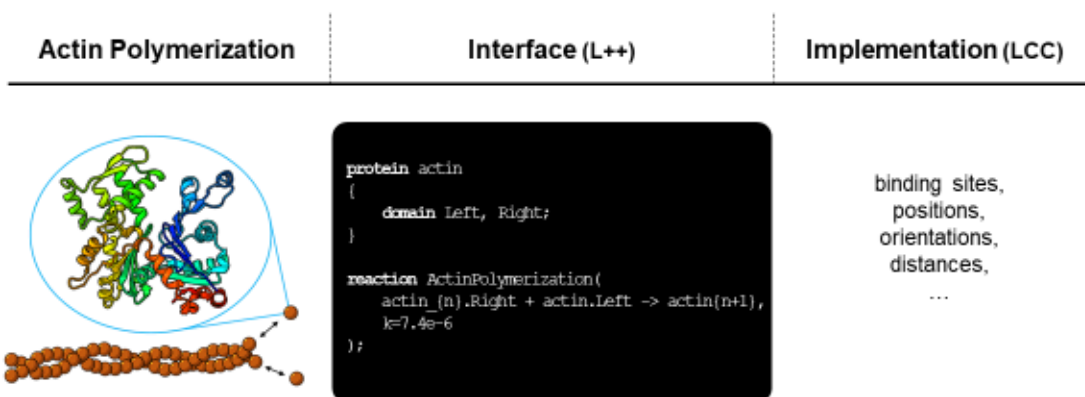 Actin Polymerization
Interface (L++)
Implementation (LCC)
protein actin
{
domain Left, Right;
}
reaction ActinPolymerization(
actin_{n}.Right + actin.Left -> actin{n+1},
k=7.4e-6
);
binding sites,
positions,
orientations,
distances,
...